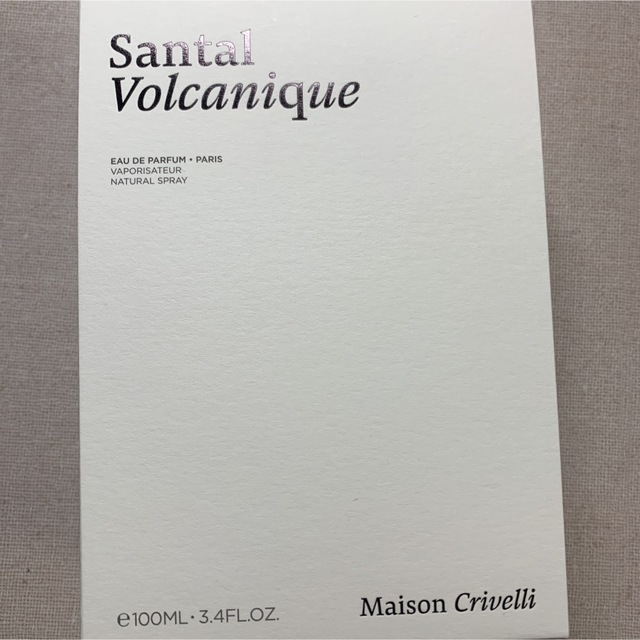 Santal
Volcanique
EAU DE PARFUM • PARIS
VAPORISATEUR
NATURAL SPRAY
℮100ML · 3.4FL.OZ.
Maison Crivelli